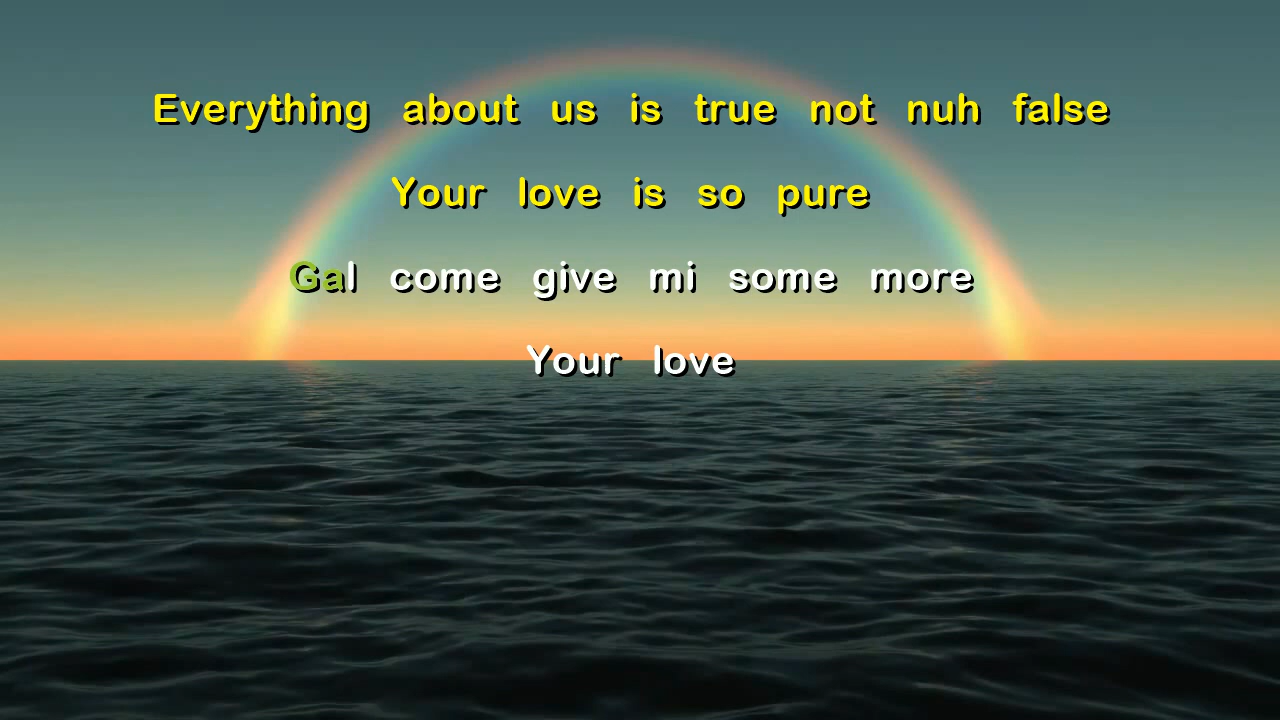 Everything about us is true not nuh false
Your love is so pure
Gal come give mi some more
Your love